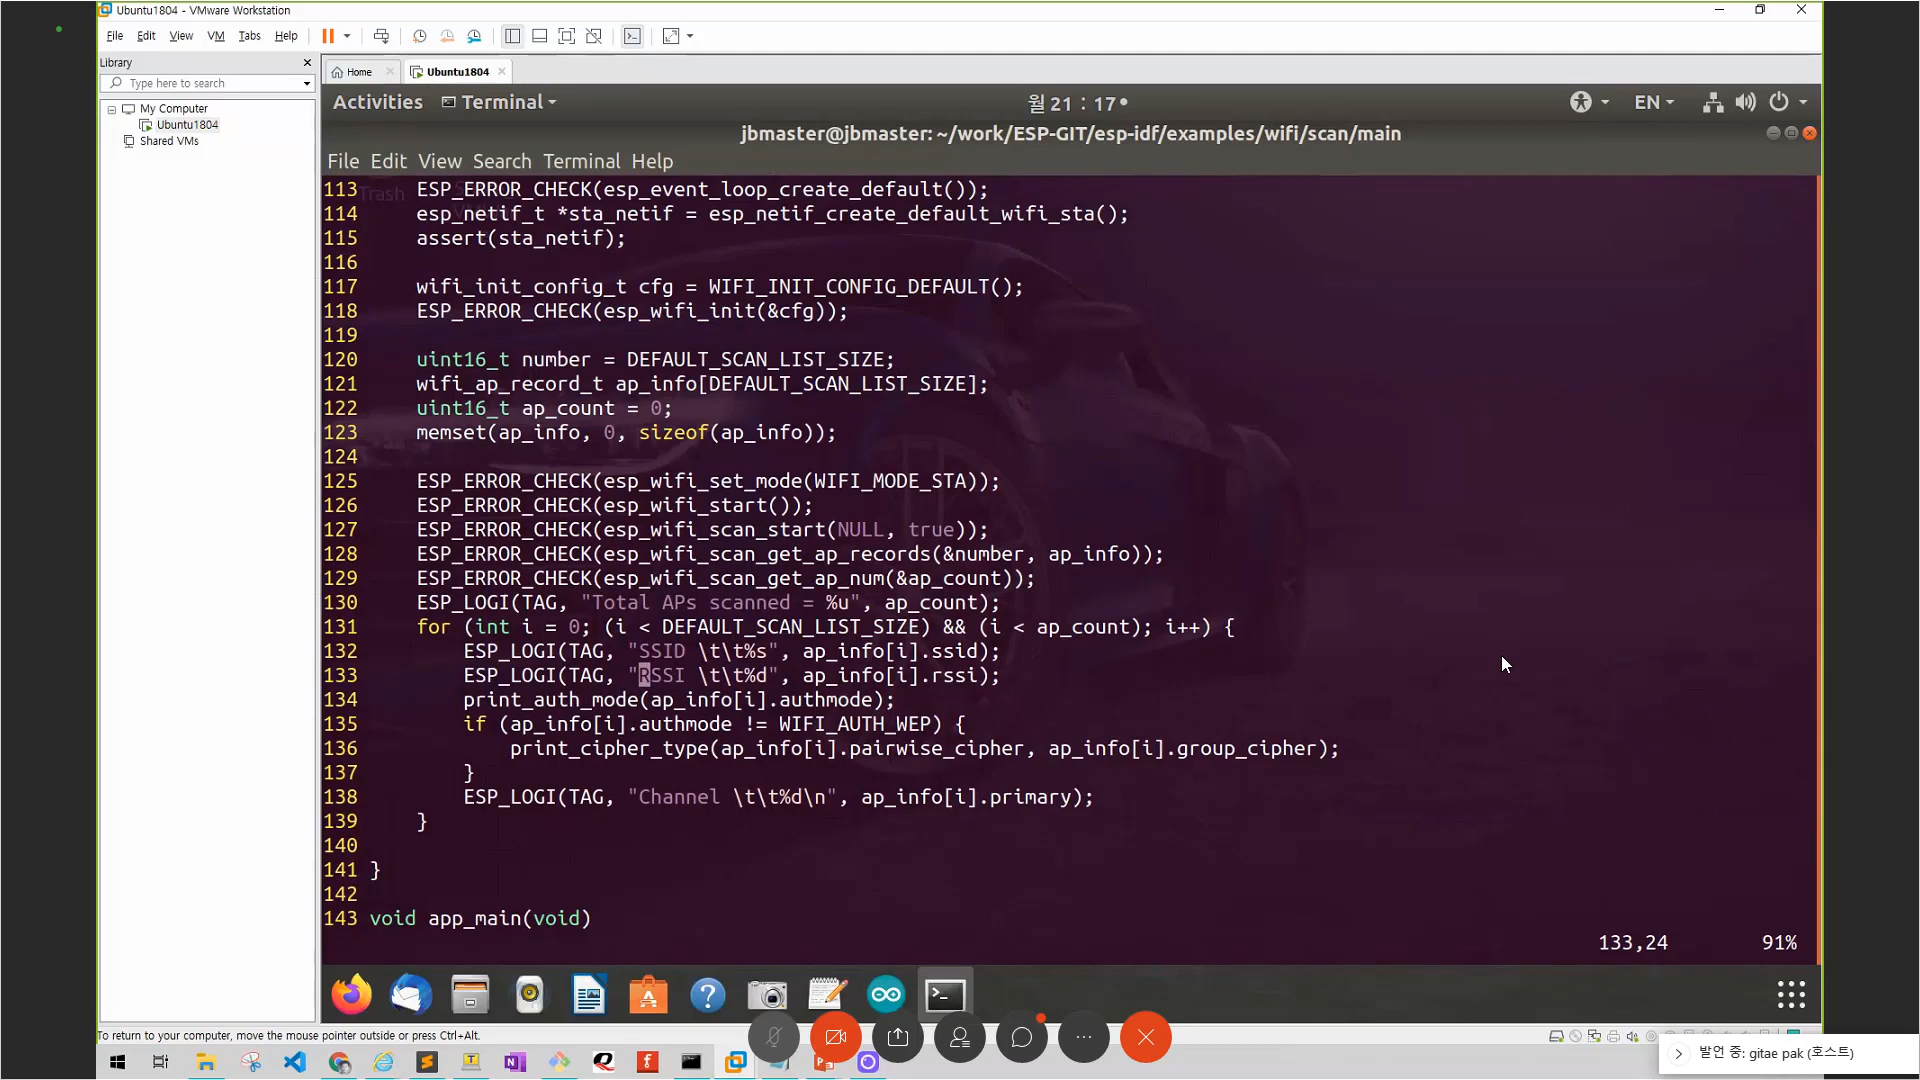 Ubuntu1804 - VMware Workstation
File Edit View VM Tabs Help
Library
Type here to search
My Computer
Ubuntu1804
Shared VMs
Home
Ubuntu1804
Activities Terminal 월 21 : 17 EN
jbmaster@jbmaster: ~/work/ESP-GIT/esp-idf/examples/wifi/scan/main
File Edit View Search Terminal Help
Trash
113 ESP_ERROR_CHECK(esp_event_loop_create_default());
114 esp_netif_t *sta_netif = esp_netif_create_default_wifi_sta();
115 assert(sta_netif);
116
117 wifi_init_config_t cfg = WIFI_INIT_CONFIG_DEFAULT();
118 ESP_ERROR_CHECK(esp_wifi_init(&cfg));
119
120 uint16_t number = DEFAULT_SCAN_LIST_SIZE;
121 wifi_ap_record_t ap_info[DEFAULT_SCAN_LIST_SIZE];
122 uint16_t ap_count = 0;
123 memset(ap_info, 0, sizeof(ap_info));
124
125 ESP_ERROR_CHECK(esp_wifi_set_mode(WIFI_MODE_STA));
126 ESP_ERROR_CHECK(esp_wifi_start());
127 ESP_ERROR_CHECK(esp_wifi_scan_start(NULL, true));
128 ESP_ERROR_CHECK(esp_wifi_scan_get_ap_records(&number, ap_info));
129 ESP_ERROR_CHECK(esp_wifi_scan_get_ap_num(&ap_count));
130 ESP_LOGI(TAG, "Total APs scanned = %u", ap_count);
131 for (int i = 0; (i < DEFAULT_SCAN_LIST_SIZE) && (i < ap_count); i++) {
132 ESP_LOGI(TAG, "SSID \t\t%s", ap_info[i].ssid);
133 ESP_LOGI(TAG, "RSSI \t\t%d", ap_info[i].rssi);
134 print_auth_mode(ap_info[i].authmode);
135 if (ap_info[i].authmode != WIFI_AUTH_WEP) {
136 print_cipher_type(ap_info[i].pairwise_cipher, ap_info[i].group_cipher);
137 }
138 ESP_LOGI(TAG, "Channel \t\t%d\n", ap_info[i].primary);
139 }
140
141 }
142
143 void app_main(void)
133,24 91%
To return to your computer, move the mouse pointer outside or press Ctrl+Alt.
발언 중: gitae pak (호스트)